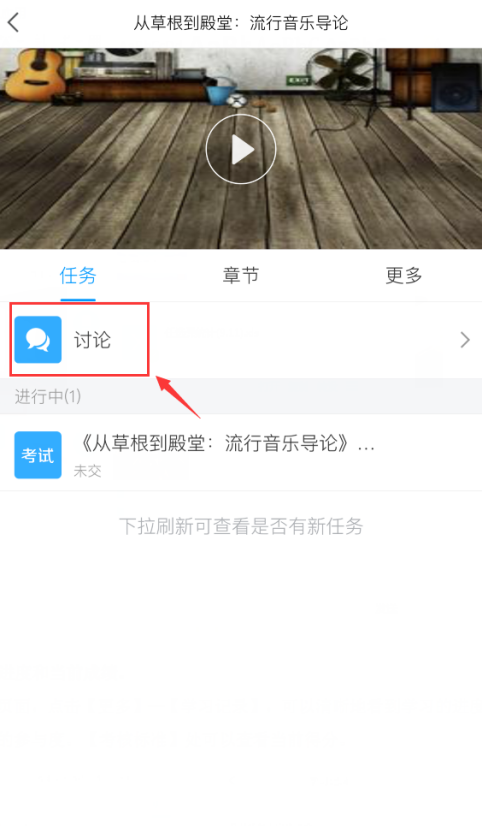 从草根到殿堂：流行音乐导论
EXIT
任务 章节 更多
讨论
进行中(1)
考试
《从草根到殿堂：流行音乐导论》...
未交
下拉刷新可查看是否有新任务